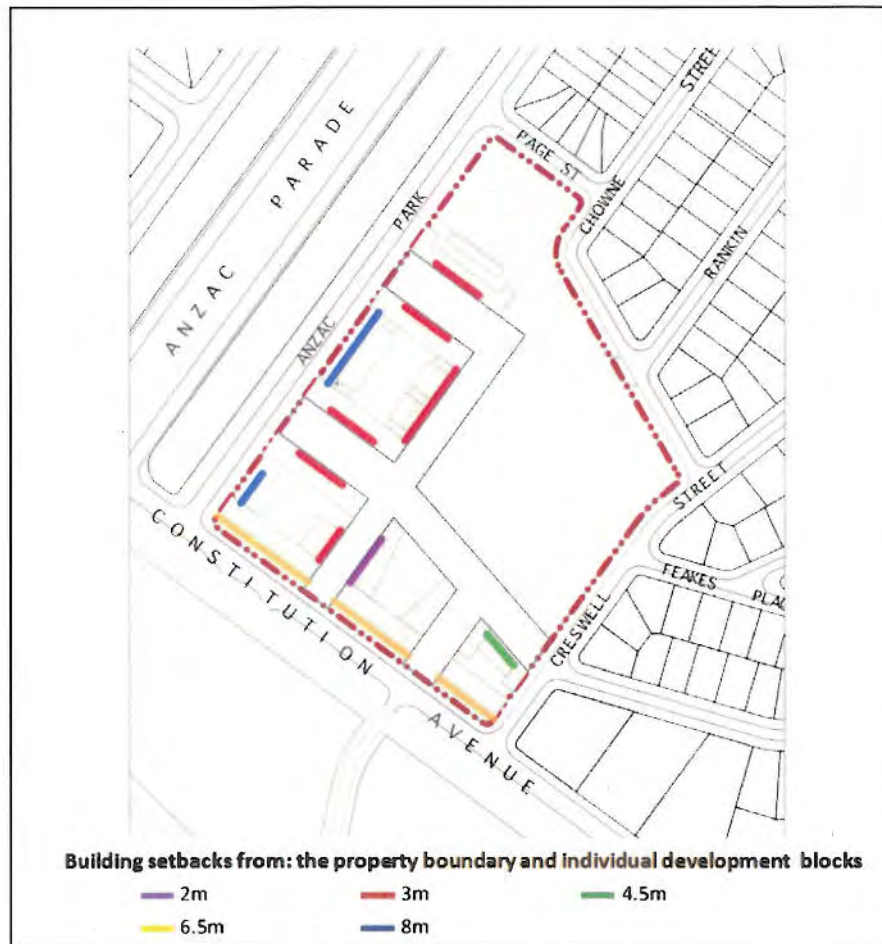 ANZAC PARADE
ANZAC PARK
PAGE ST
CHOWNE
STREET
RANKIN
STREET
FEAKES
PLAC
CRESWELL
CONSTITUTION
AVENUE
Building setbacks from: the property boundary and individual development blocks
2m
3m
4.5m
6.5m
8m